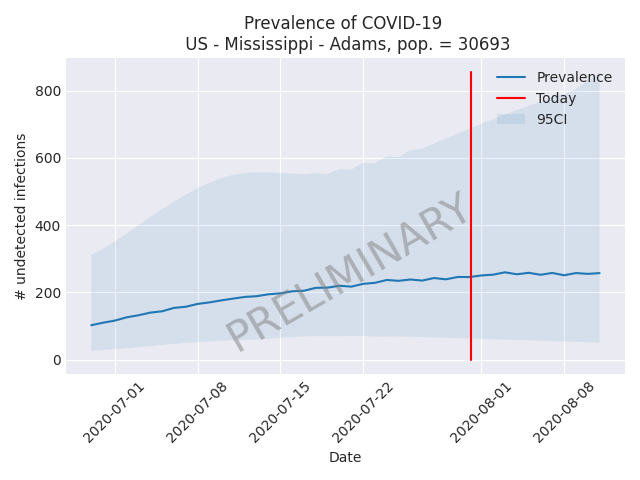 Prevalence of COVID-19
US - Mississippi - Adams, pop. = 30693
Prevalence
Today
95CI
PRELIMINARY
# undetected infections
800
600
400
200
0
2020-07-01
2020-07-08
2020-07-15
2020-07-22
2020-08-01
2020-08-08
Date